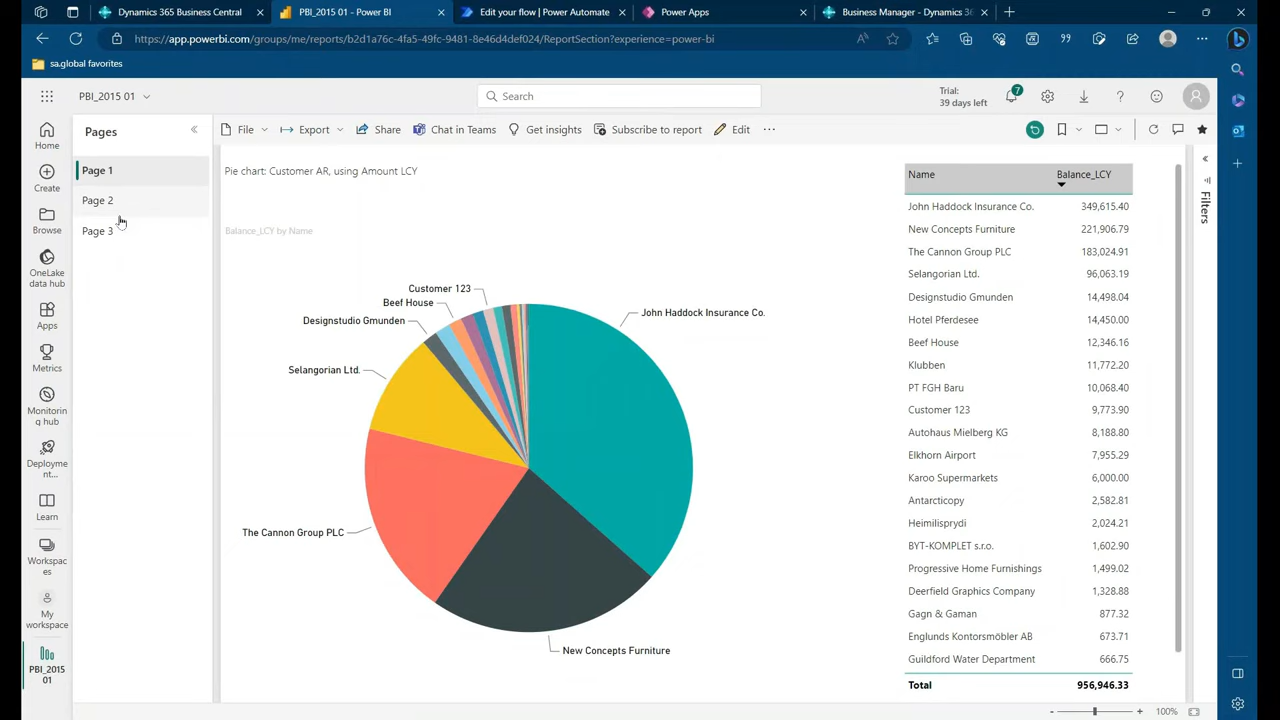 Dynamics 365 Business Central
PBI_2015 01 - Power BI
Edit your flow | Power Automate
Power Apps
Business Manager - Dynamics 36
https://app.powerbi.com/groups/me/reports/b2d1a76c-4fa5-49fc-9481-8e46d4def024/ReportSection?experience=power-bi
sa.global favorites
PBI_2015 01
Search
Trial:
39 days left
7
Pages
File
Export
Share
Chat in Teams
Get insights
Subscribe to report
Edit
Home
Create
Browse
OneLake
data hub
Apps
Metrics
Monitorin
g hub
Deployme
nt...
Learn
Workspac
es
My
workspace
PBI_2015
01
Page 1
Page 2
Page 3
Pie chart: Customer AR, using Amount LCY
Balance_LCY by Name
Customer 123
Beef House
Designstudio Gmunden
John Haddock Insurance Co.
Selangorian Ltd.
The Cannon Group PLC
New Concepts Furniture
Name Balance_LCY
John Haddock Insurance Co. 349,615.40
New Concepts Furniture 221,906.79
The Cannon Group PLC 183,024.91
Selangorian Ltd. 96,063.19
Designstudio Gmunden 14,498.04
Hotel Pferdesee 14,450.00
Beef House 12,346.16
Klubben 11,772.20
PT FGH Baru 10,068.40
Customer 123 9,773.90
Autohaus Mielberg KG 8,188.80
Elkhorn Airport 7,955.29
Karoo Supermarkets 6,000.00
Antarcticopy 2,582.81
Heimilisprydi 2,024.21
BYT-KOMPLET s.r.o. 1,602.90
Progressive Home Furnishings 1,499.02
Deerfield Graphics Company 1,328.88
Gagn & Gaman 877.32
Englunds Kontorsmöbler AB 673.71
Guildford Water Department 666.75
Total 956,946.33
Filters
100%